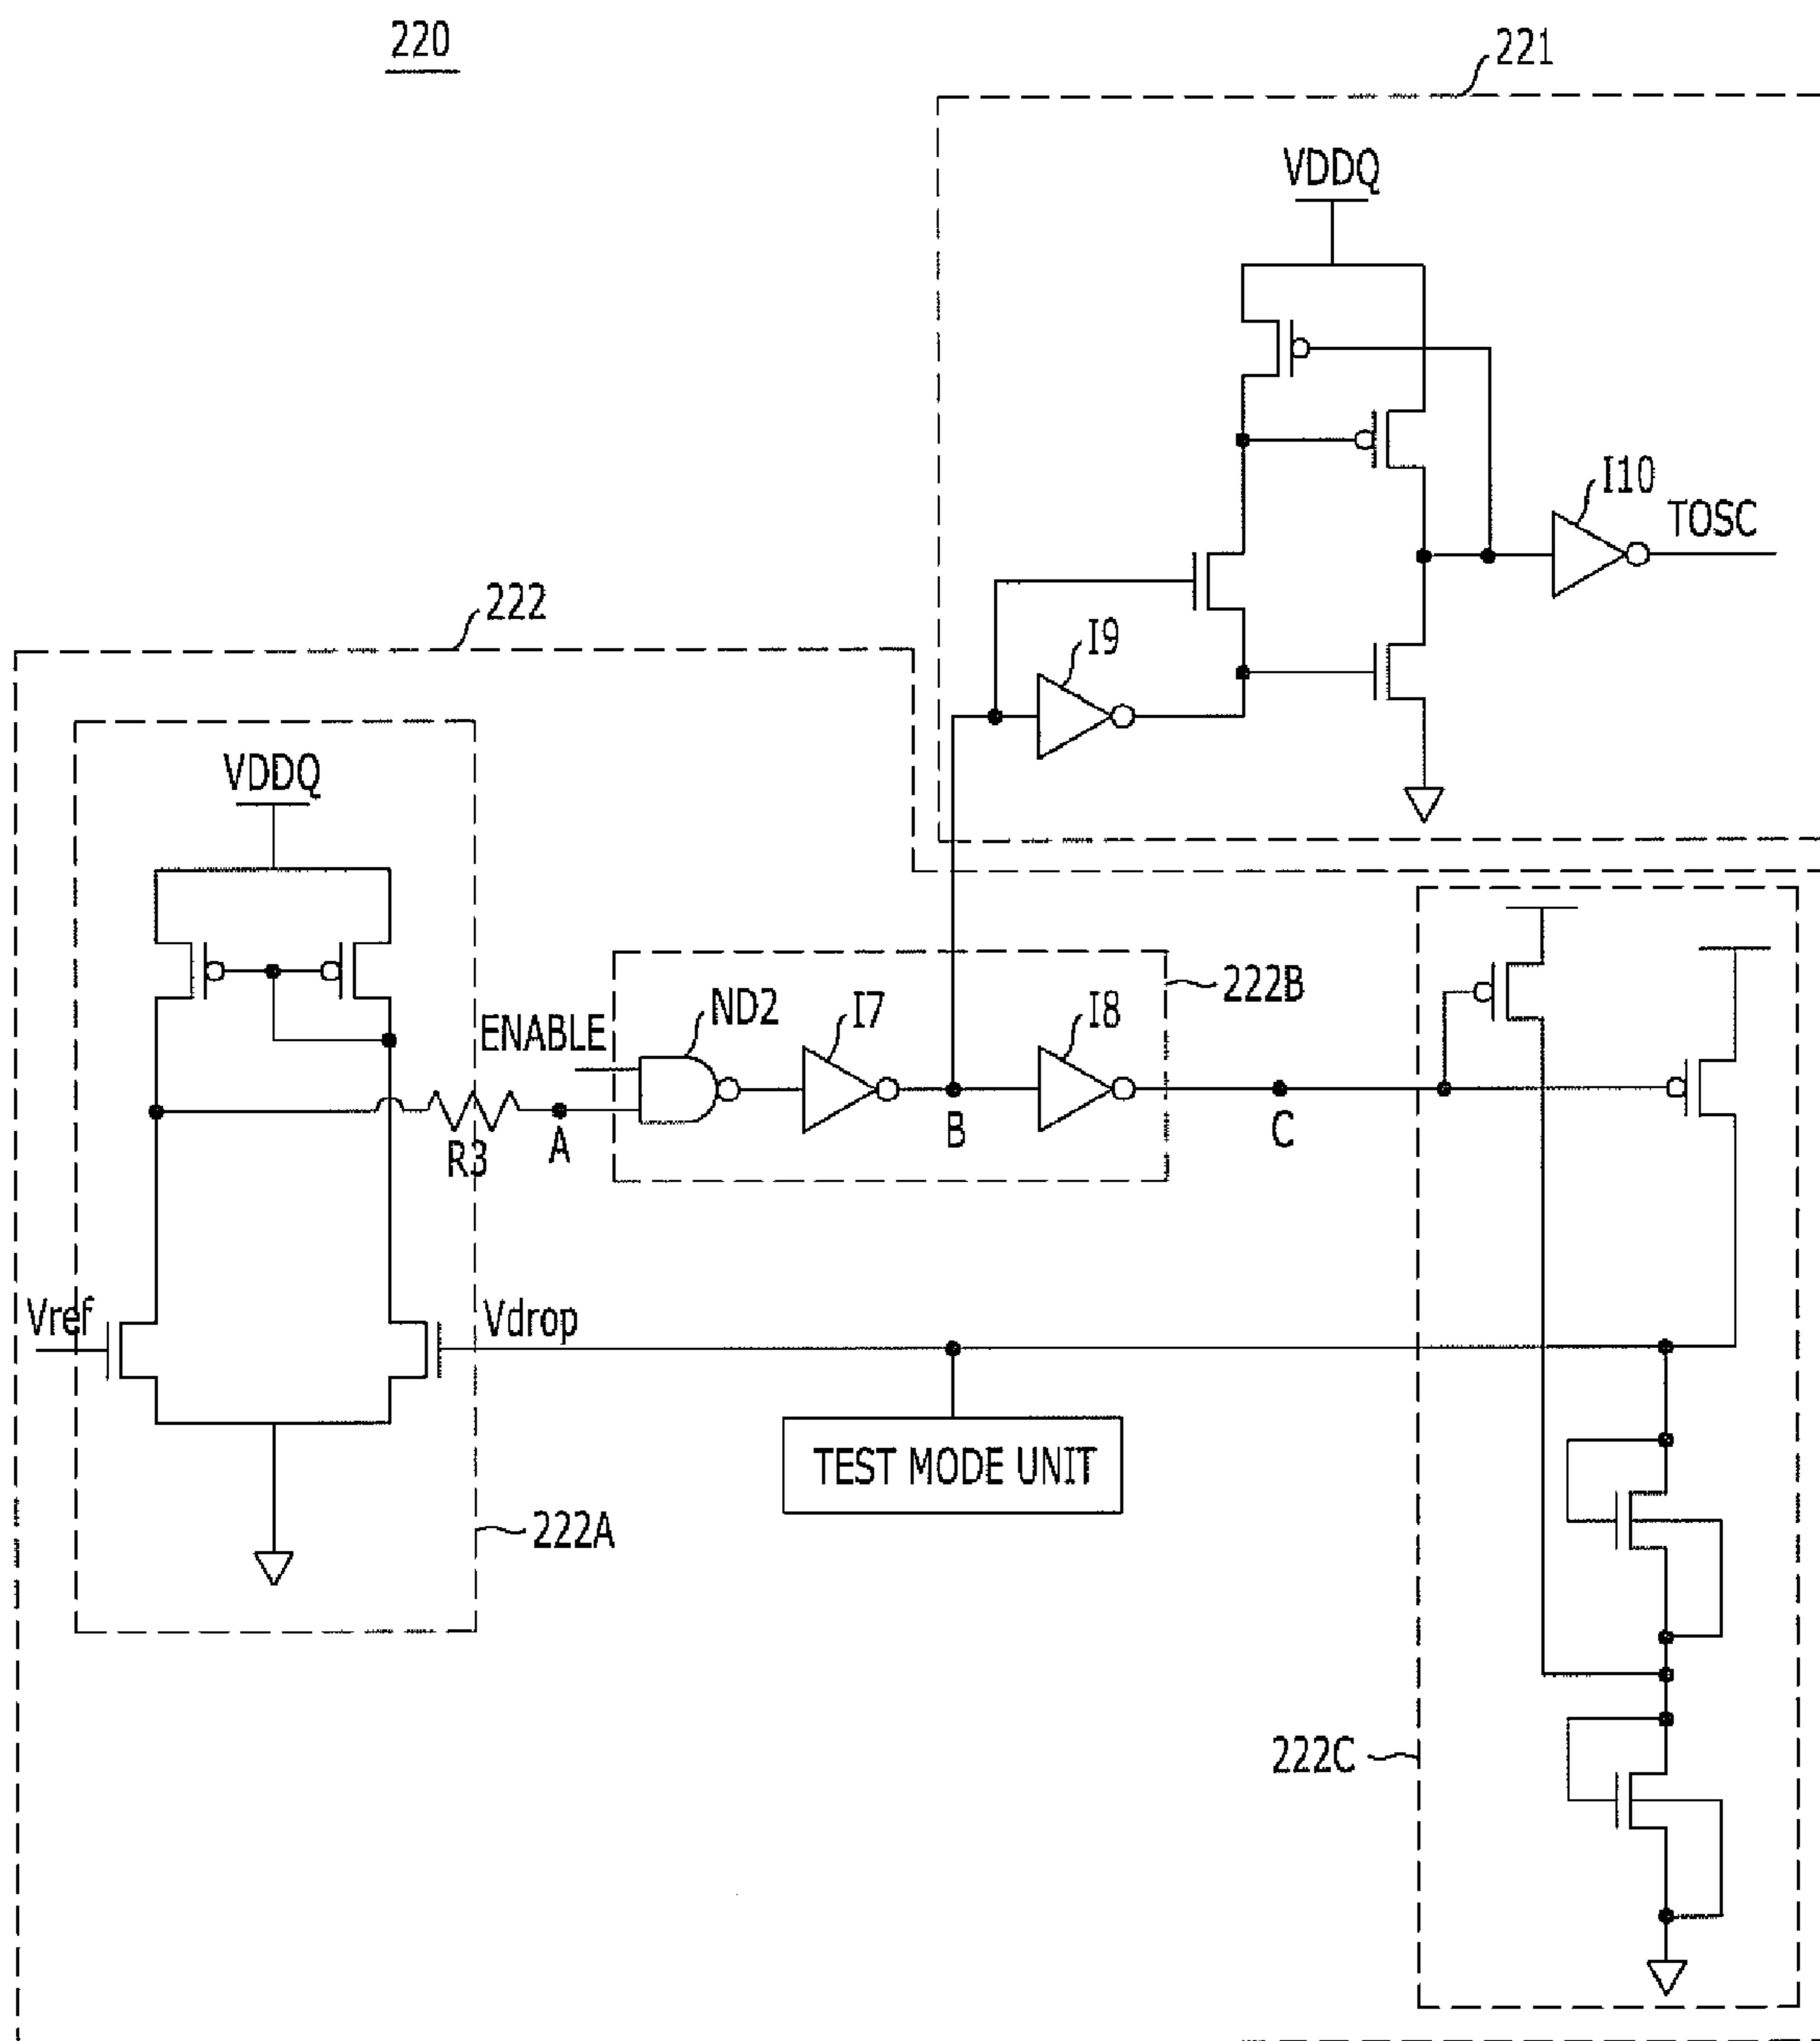 220
221
VDDQ
I10
TOSC
222
I9
VDDQ
ENABLE
ND2
I7
I8
222B
R3
A
B
C
Vref
Vdrop
TEST MODE UNIT
222A
222C